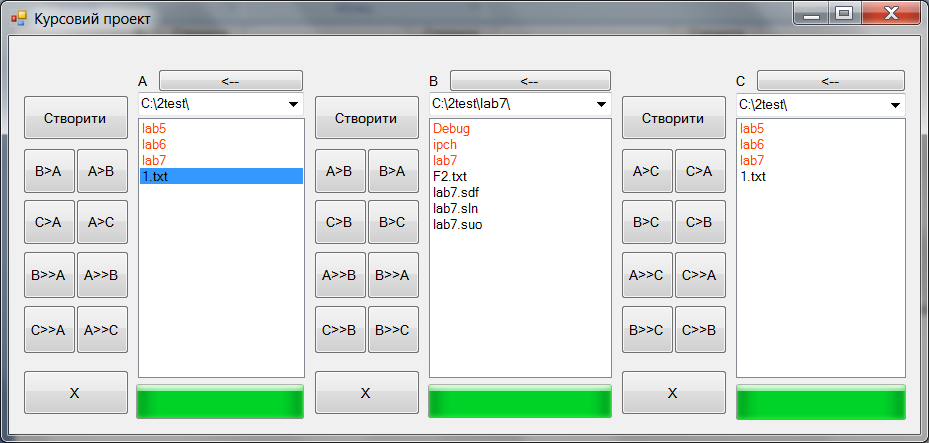 Курсовий проект
A
<--
B
<--
C
<--
C:\2test\
C:\2test\lab7\
C:\2test\
Створити
B>A
A>B
C>A
A>C
B>>A
A>>B
C>>A
A>>C
X
lab5
lab6
lab7
1.txt
Створити
A>B
B>A
C>B
B>C
A>>B
B>>A
C>>B
B>>C
X
Debug
ipch
lab7
F2.txt
lab7.sdf
lab7.sln
lab7.suo
Створити
A>C
C>A
B>C
C>B
A>>C
C>>A
B>>C
C>>B
X
lab5
lab6
lab7
1.txt